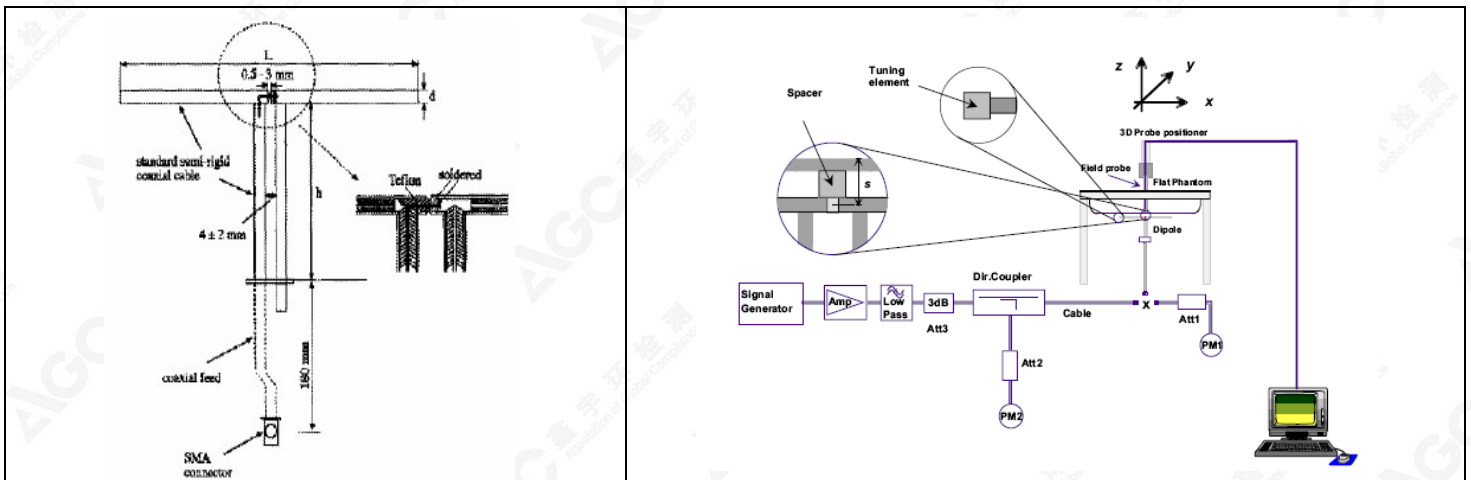 L
0.5 - 3 mm
d
standard semi-rigid
coaxial cable
h
Teflon
soldered
4 ± 2 mm
coaxial feed
180 mm
SMA
connector
Tuning
element
Spacer
s
z
y
x
3D Probe positioner
Field probe
Flat Phantom
Dipole
Signal
Generator
Amp
Low
Pass
3dB
Att3
Dir.Coupler
Cable
X
Att1
PM1
Att2
PM2
AGC